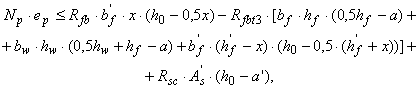 N_p · e_p ≤ R_fb · b'_f · x · (h_0 − 0,5x) − R_fbt3 · [b_f · h_f · (0,5h_f − a) +
+ b_w · h_w · (0,5h_w + h_f − a) + b'_f · (h'_f − x) · (h_0 − 0,5 · (h'_f + x))] +
+ R_sc · A'_s · (h_0 − a'),